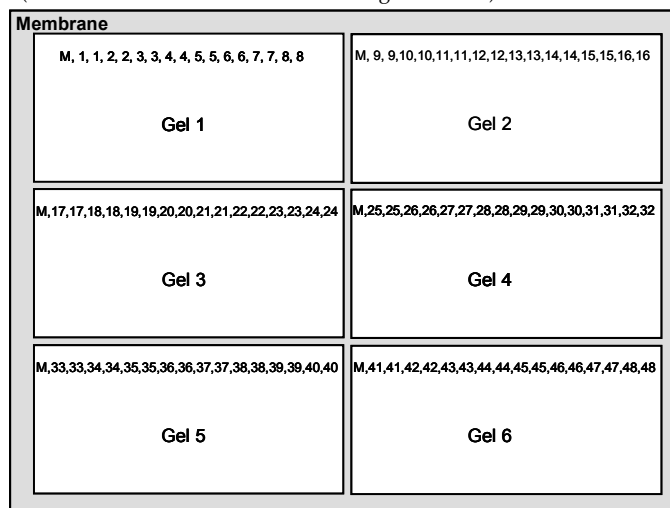 Membrane
M, 1, 1, 2, 2, 3, 3, 4, 4, 5, 5, 6, 6, 7, 7, 8, 8
Gel 1
M, 9, 9,10,10,11,11,12,12,13,13,14,14,15,15,16,16
Gel 2
M,17,17,18,18,19,19,20,20,21,21,22,22,23,23,24,24
Gel 3
M,25,25,26,26,27,27,28,28,29,29,30,30,31,31,32,32
Gel 4
M,33,33,34,34,35,35,36,36,37,37,38,38,39,39,40,40
Gel 5
M,41,41,42,42,43,43,44,44,45,45,46,46,47,47,48,48
Gel 6